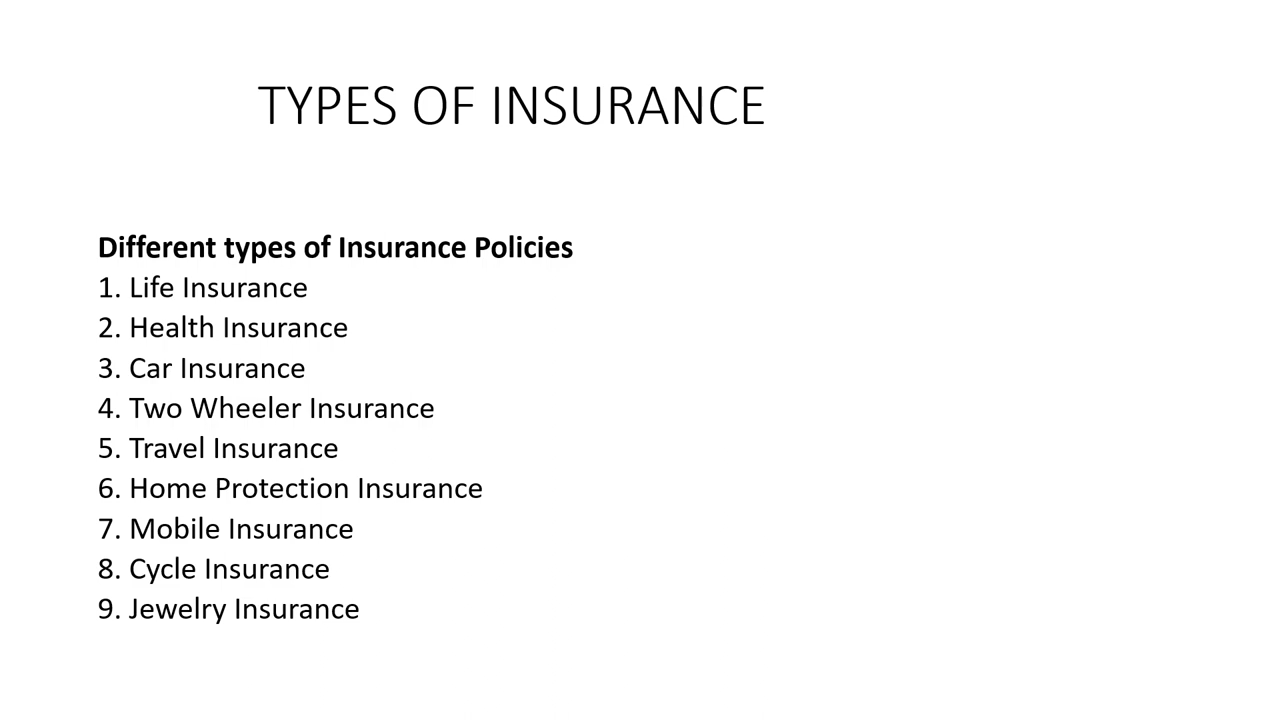 TYPES OF INSURANCE
Different types of Insurance Policies
1. Life Insurance
2. Health Insurance
3. Car Insurance
4. Two Wheeler Insurance
5. Travel Insurance
6. Home Protection Insurance
7. Mobile Insurance
8. Cycle Insurance
9. Jewelry Insurance